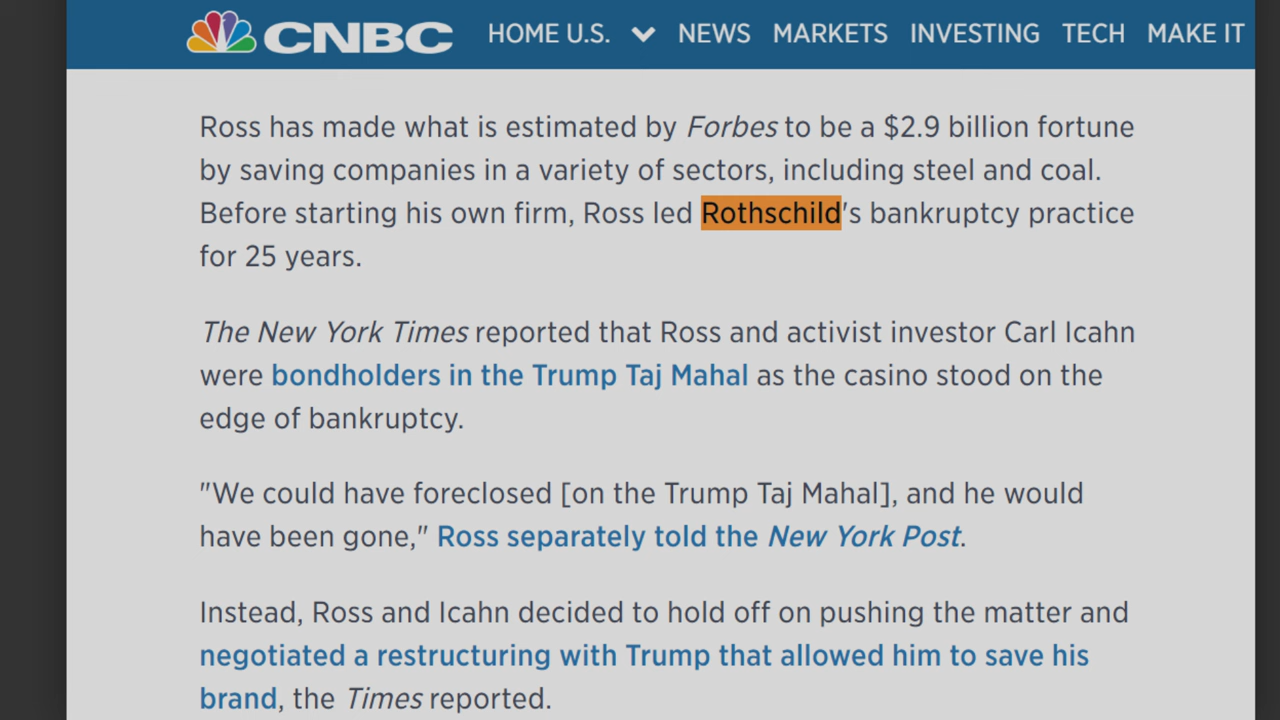 CNBC HOME U.S. NEWS MARKETS INVESTING TECH MAKE IT
Ross has made what is estimated by Forbes to be a $2.9 billion fortune
by saving companies in a variety of sectors, including steel and coal.
Before starting his own firm, Ross led Rothschild's bankruptcy practice
for 25 years.
The New York Times reported that Ross and activist investor Carl Icahn
were bondholders in the Trump Taj Mahal as the casino stood on the
edge of bankruptcy.
"We could have foreclosed [on the Trump Taj Mahal], and he would
have been gone," Ross separately told the New York Post.
Instead, Ross and Icahn decided to hold off on pushing the matter and
negotiated a restructuring with Trump that allowed him to save his
brand, the Times reported.